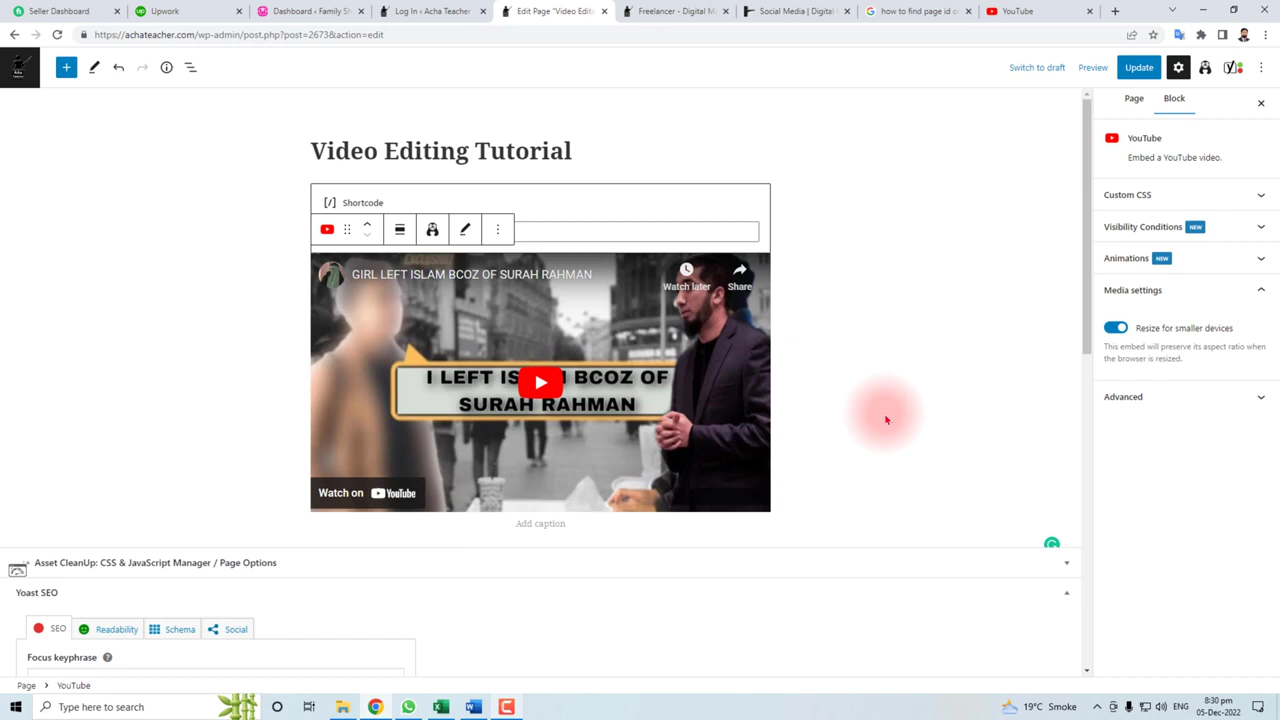 Seller Dashboard
Upwork
Dashboard ‹ Family Sh
Log In ‹ Acha Teacher
Edit Page "Video Edit
Freelancer - Digital Ma
Social Media | Digital
how to find page id o
YouTube
https://achateacher.com/wp-admin/post.php?post=2673&action=edit
Switch to draft
Preview
Update
Page
Block
YouTube
Embed a YouTube video.
Video Editing Tutorial
[/] Shortcode
Custom CSS
Visibility Conditions NEW
Animations NEW
Media settings
Resize for smaller devices
This embed will preserve its aspect ratio when
the browser is resized.
Advanced
GIRL LEFT ISLAM BCOZ OF SURAH RAHMAN
Watch later
Share
SURAH RAHMAN
Watch on YouTube
Add caption
Asset CleanUp: CSS & JavaScript Manager / Page Options
Yoast SEO
SEO
Readability
Schema
Social
Focus keyphrase
Page
YouTube
Type here to search
19°C Smoke
ENG
8:30 PM
05-Dec-2022